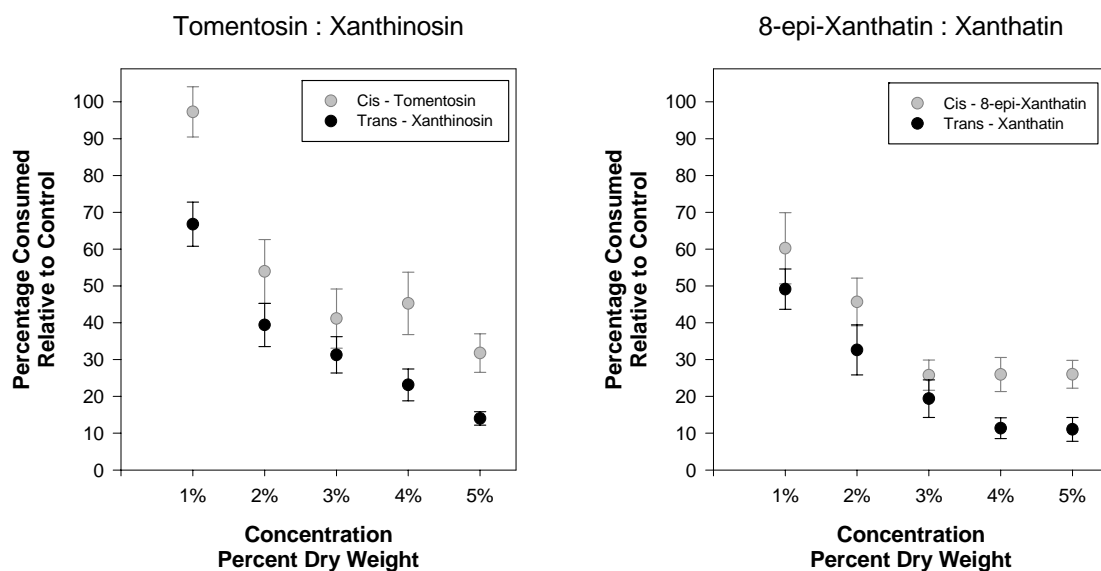 Tomentosin : Xanthinosin
Cis - Tomentosin
Trans - Xanthinosin
Percentage Consumed
Relative to Control
100
90
80
70
60
50
40
30
20
10
0
1% 2% 3% 4% 5%
Concentration
Percent Dry Weight
8-epi-Xanthatin : Xanthatin
Cis - 8-epi-Xanthatin
Trans - Xanthatin
Percentage Consumed
Relative to Control
100
90
80
70
60
50
40
30
20
10
0
1% 2% 3% 4% 5%
Concentration
Percent Dry Weight